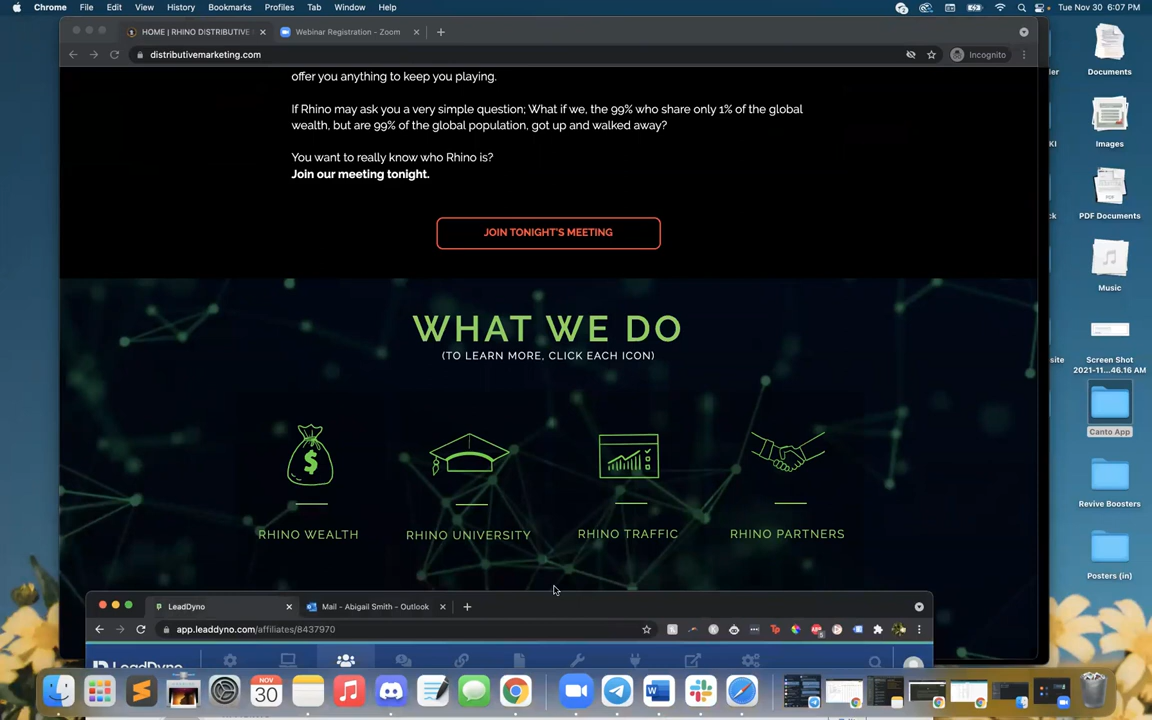 Chrome File Edit View History Bookmarks Profiles Tab Window Help Tue Nov 30 6:07 PM
HOME | RHINO DISTRIBUTIVE Webinar Registration - Zoom
distributivemarketing.com Incognito
offer you anything to keep you playing.
If Rhino may ask you a very simple question; What if we, the 99% who share only 1% of the global
wealth, but are 99% of the global population, got up and walked away?
You want to really know who Rhino is?
Join our meeting tonight.
JOIN TONIGHT'S MEETING
WHAT WE DO
(TO LEARN MORE, CLICK EACH ICON)
$
RHINO WEALTH RHINO UNIVERSITY RHINO TRAFFIC RHINO PARTNERS
LeadDyno Mail - Abigail Smith - Outlook
app.leaddyno.com/affiliates/8437970
LeadDyno
NOV
30
Documents
Images
PDF Documents
Music
Screen Shot
2021-11...46.16 AM
Canto App
Revive Boosters
Posters (in)